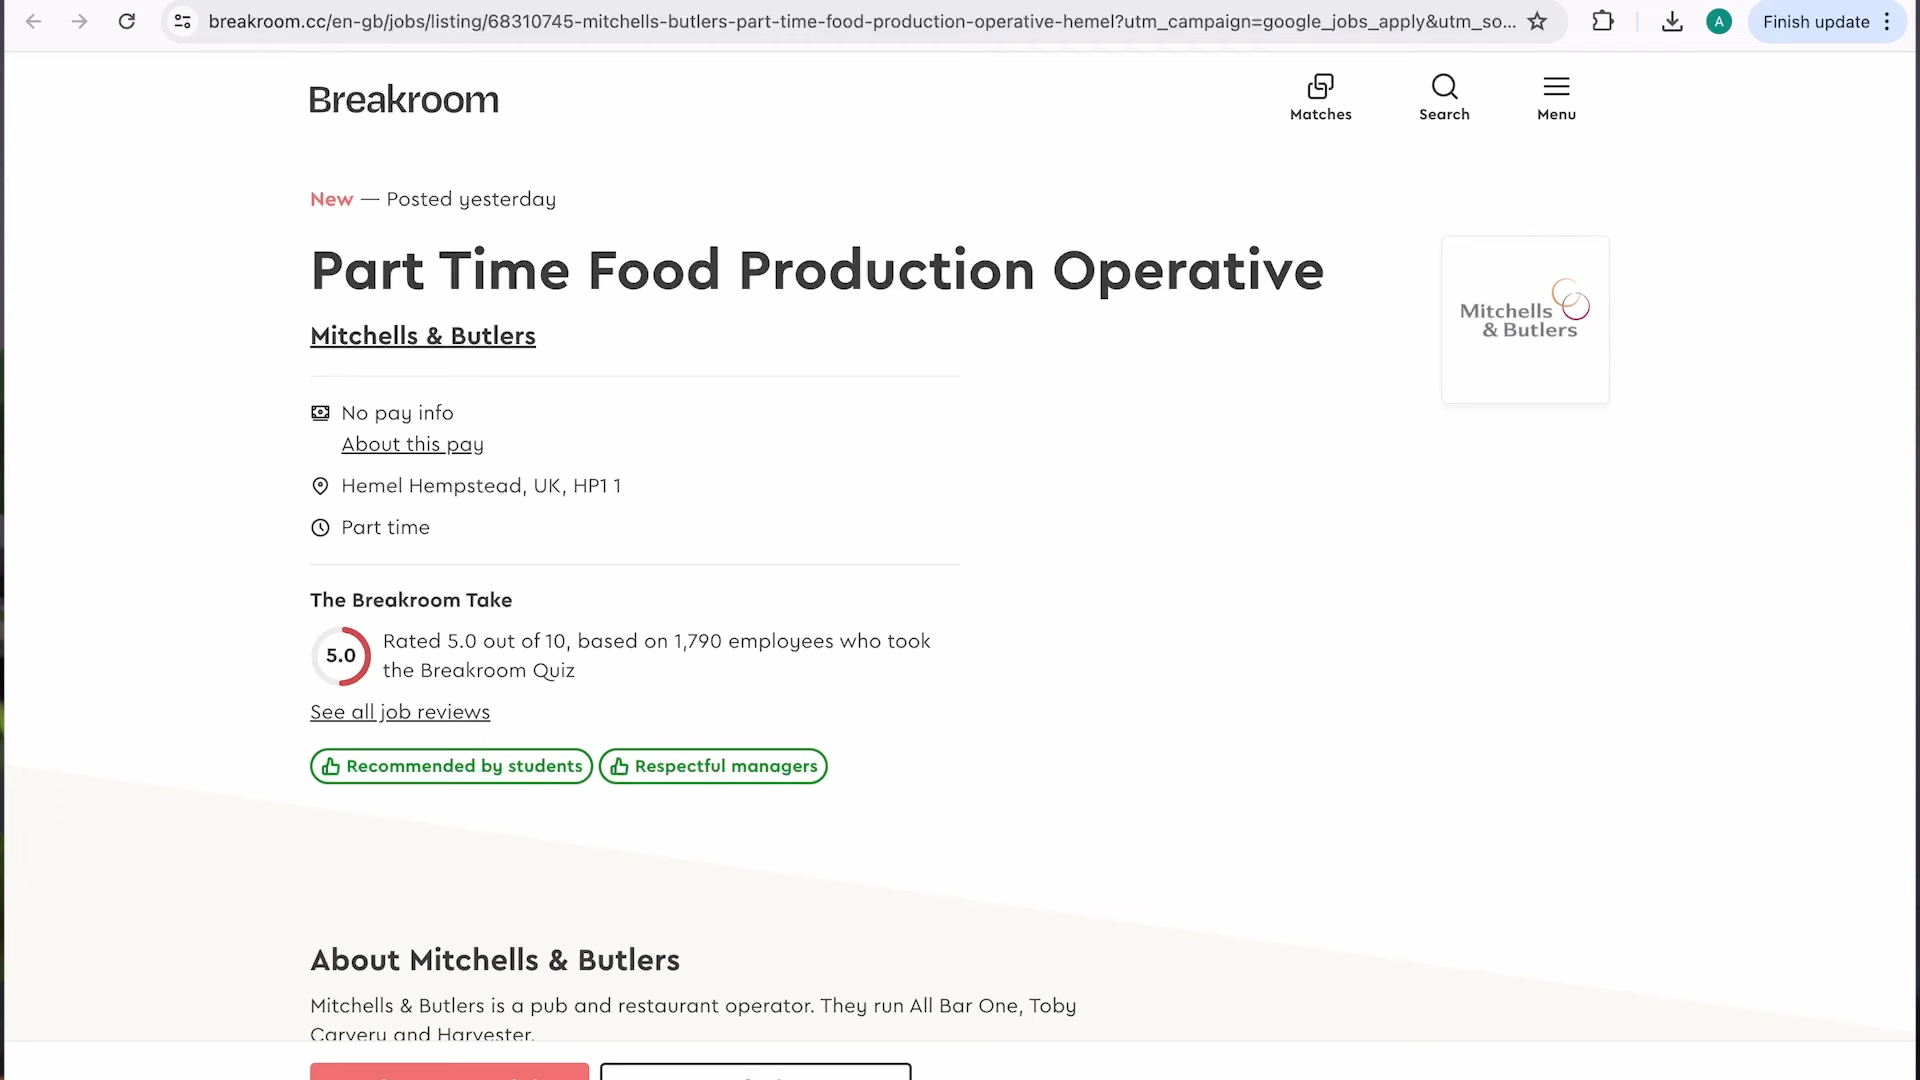 breakroom.cc/en-gb/jobs/listing/68310745-mitchells-butlers-part-time-food-production-operative-hemel?utm_campaign=google_jobs_apply&utm_so...
A
Finish update
Breakroom
Matches
Search
Menu
New — Posted yesterday
Part Time Food Production Operative
Mitchells & Butlers
Mitchells
& Butlers
No pay info
About this pay
Hemel Hempstead, UK, HP1 1
Part time
The Breakroom Take
5.0
Rated 5.0 out of 10, based on 1,790 employees who took
the Breakroom Quiz
See all job reviews
Recommended by students
Respectful managers
About Mitchells & Butlers
Mitchells & Butlers is a pub and restaurant operator. They run All Bar One, Toby
Carvery and Harvester.